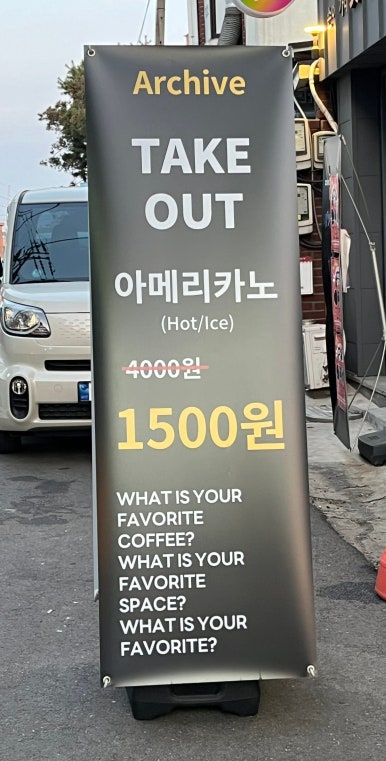 Archive
TAKE
OUT
아메리카노
(Hot/Ice)
4000원
1500원
WHAT IS YOUR
FAVORITE
COFFEE?
WHAT IS YOUR
FAVORITE
SPACE?
WHAT IS YOUR
FAVORITE?